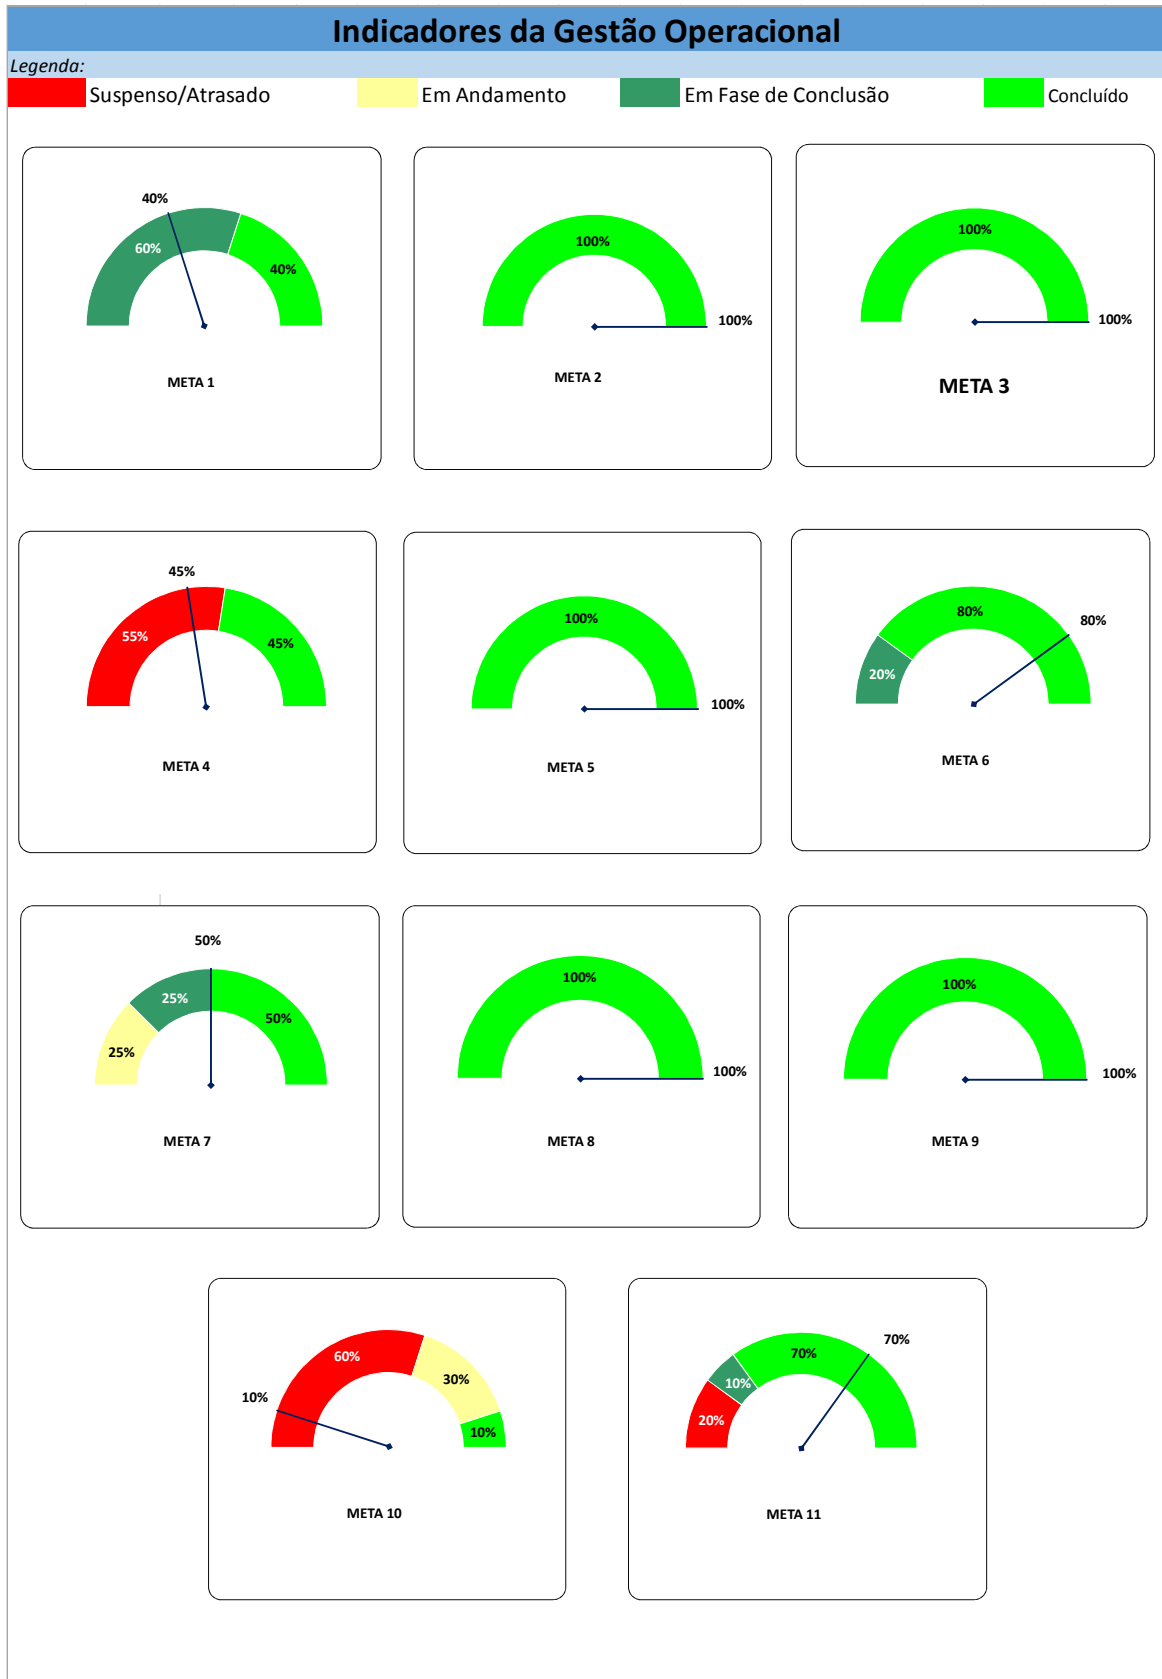 Indicadores da Gestão Operacional
Legenda:
Suspenso/Atrasado Em Andamento Em Fase de Conclusão Concluído
40%
60%
40%
META 1
100%
100%
META 2
100%
100%
META 3
45%
55%
45%
META 4
100%
100%
META 5
80%
80%
20%
META 6
50%
25%
50%
25%
META 7
100%
100%
META 8
100%
100%
META 9
60%
30%
10%
10%
META 10
70%
70%
10%
20%
META 11